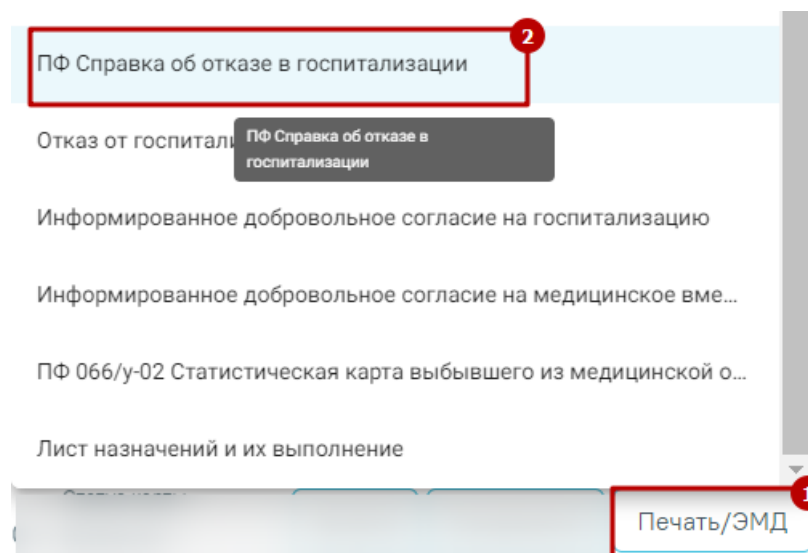 2
ПФ Справка об отказе в госпитализации
Отказ от госпитали
ПФ Справка об отказе в
госпитализации
Информированное добровольное согласие на госпитализацию
Информированное добровольное согласие на медицинское вме...
ПФ 066/у-02 Статистическая карта выбывшего из медицинской о...
Лист назначений и их выполнение
1
Печать/ЭМД